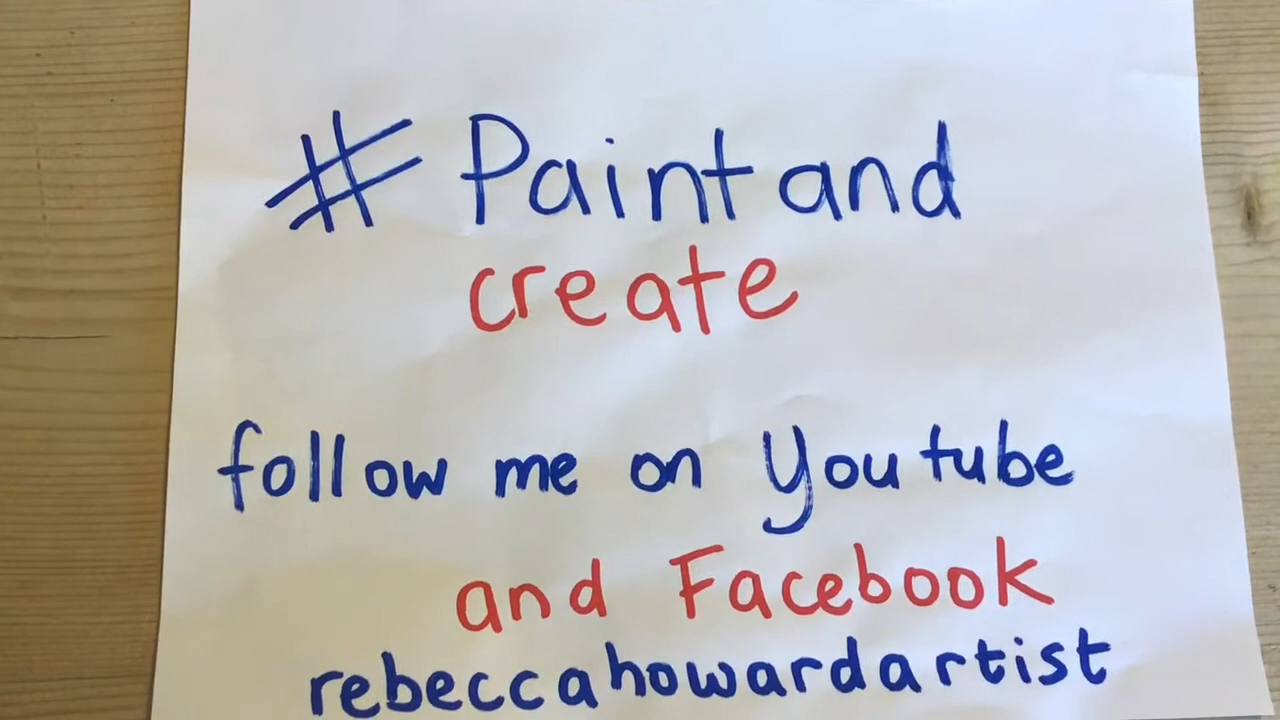 # Paintand
create
follow me on Youtube
and Facebook
rebeccahowardartist